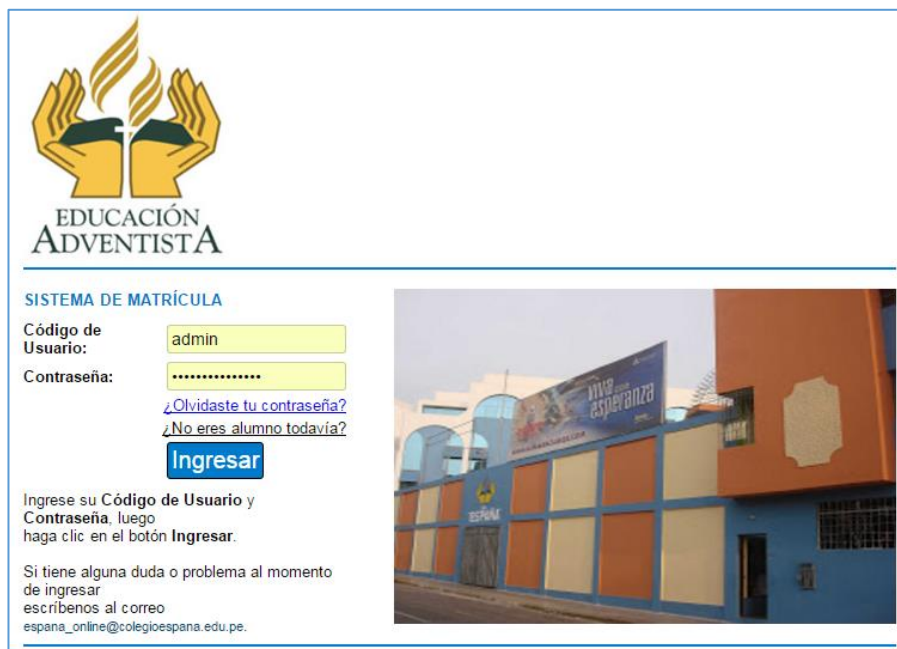 EDUCACIÓN
ADVENTISTA
SISTEMA DE MATRÍCULA
Código de
Usuario:
admin
Contraseña:
•••••••••••••••
¿Olvidaste tu contraseña?
¿No eres alumno todavía?
Ingresar
Ingrese su Código de Usuario y
Contraseña, luego
haga clic en el botón Ingresar.
Si tiene alguna duda o problema al momento
de ingresar
escríbenos al correo
espana_online@colegioespana.edu.pe.
viva con
esperanza
ESPAÑA